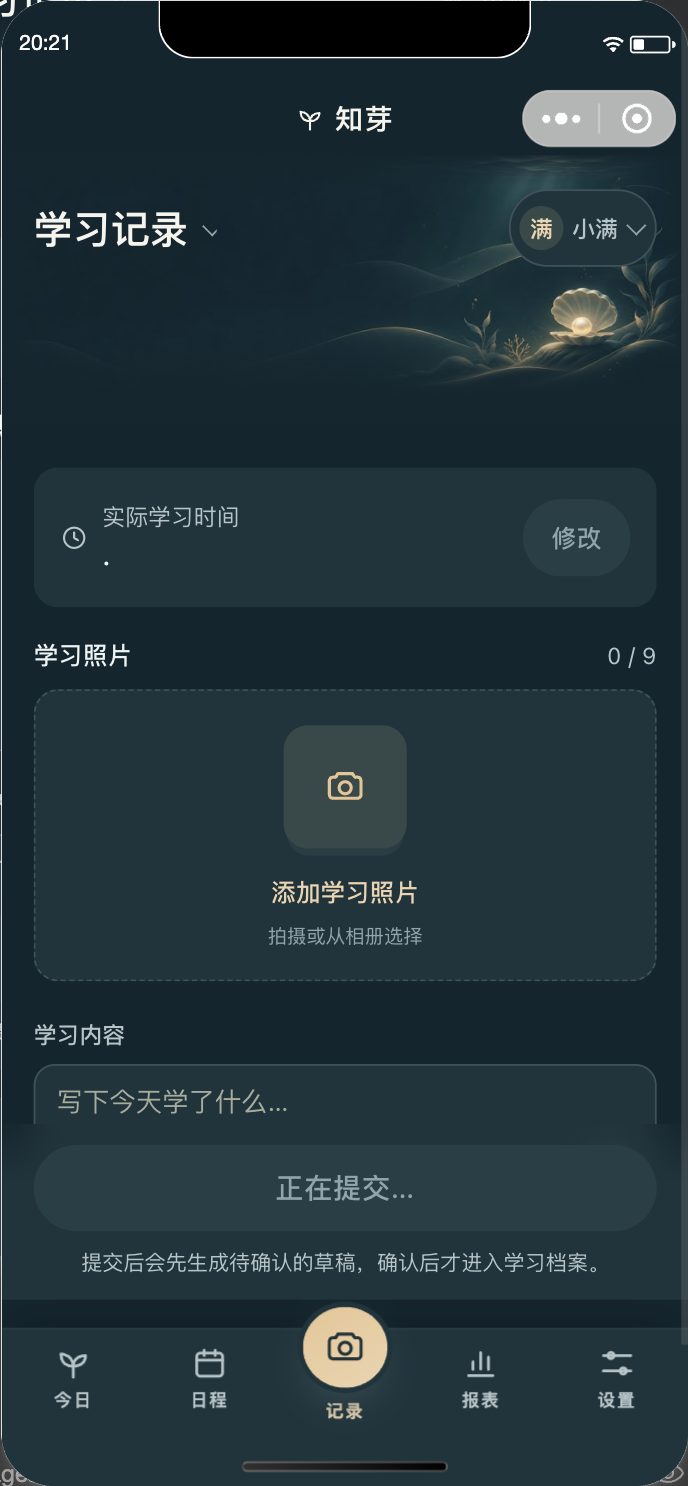 20:21
知芽
学习记录
满 小满
实际学习时间
·
修改
学习照片
0 / 9
添加学习照片
拍摄或从相册选择
学习内容
写下今天学了什么...
正在提交...
提交后会先生成待确认的草稿，确认后才进入学习档案。
今日
日程
记录
报表
设置